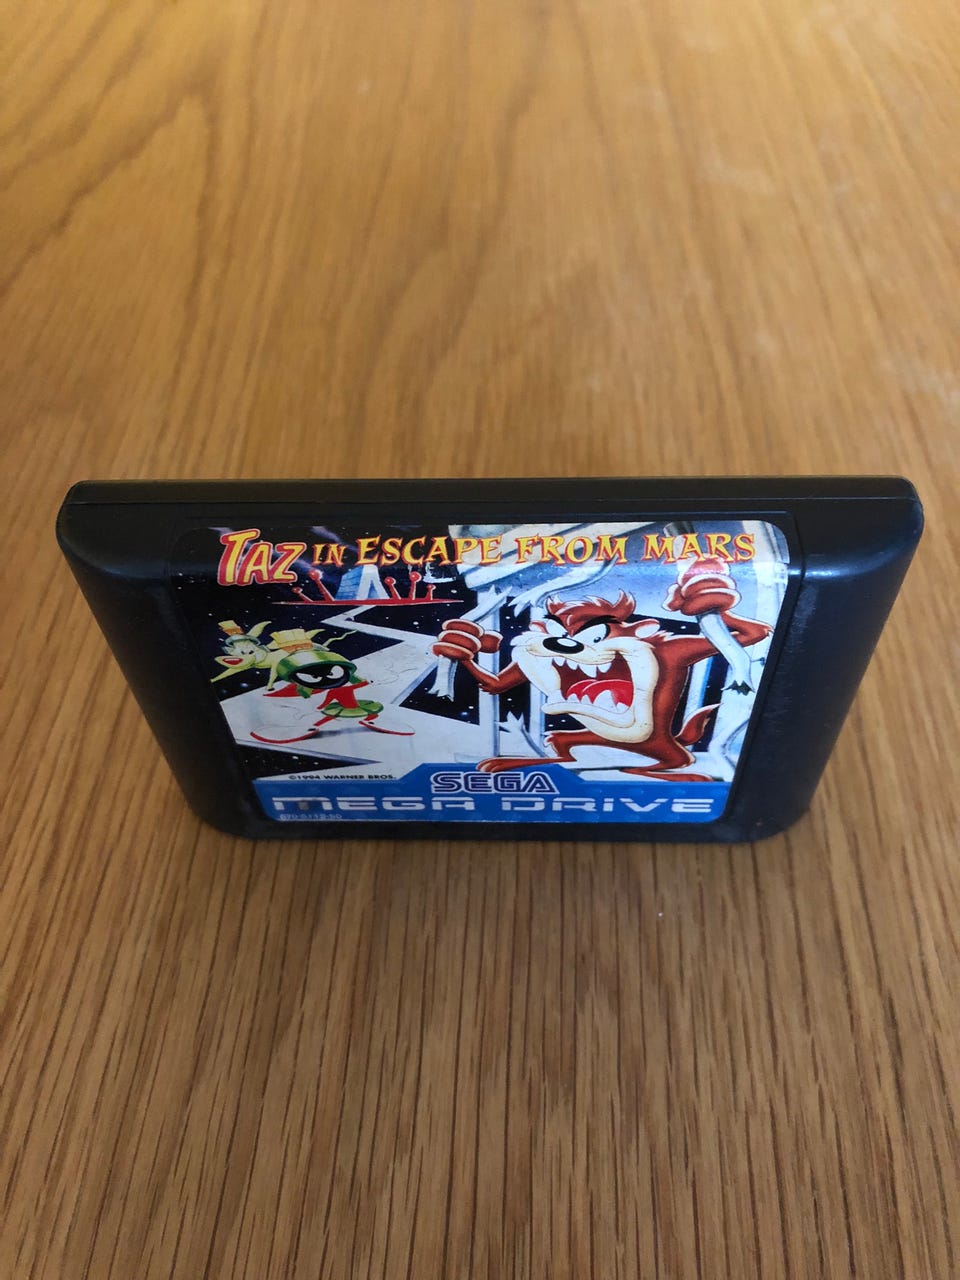 TAZ IN ESCAPE FROM MARS
©1994 WARNER BROS.
SEGA
MEGA DRIVE